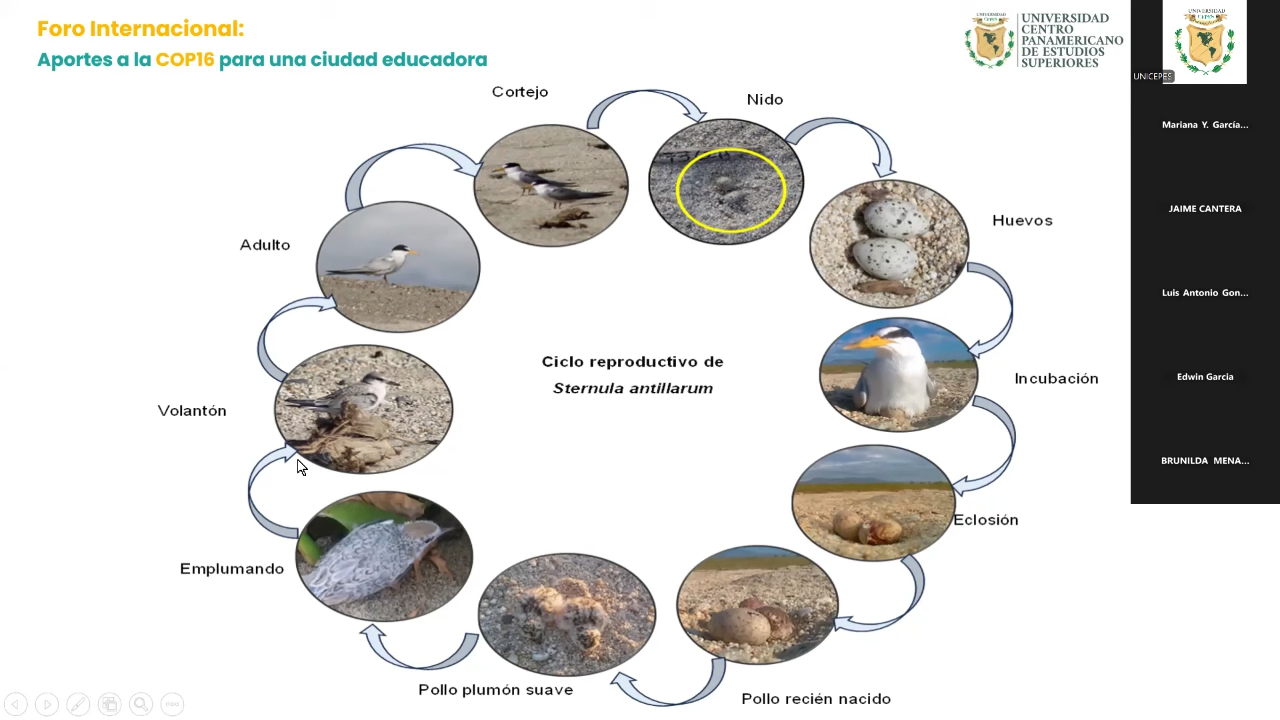 Foro Internacional:
Aportes a la COP16 para una ciudad educadora
UNIVERSIDAD
CENTRO
PANAMERICANO
DE ESTUDIOS
SUPERIORES
UNICEPES
Mariana Y. García...
JAIME CANTERA
Luis Antonio Gon...
Edwin Garcia
BRUNILDA MENA...
Cortejo
Nido
Huevos
Incubación
Eclosión
Pollo recién nacido
Pollo plumón suave
Emplumando
Volantón
Adulto
Ciclo reproductivo de
Sternula antillarum